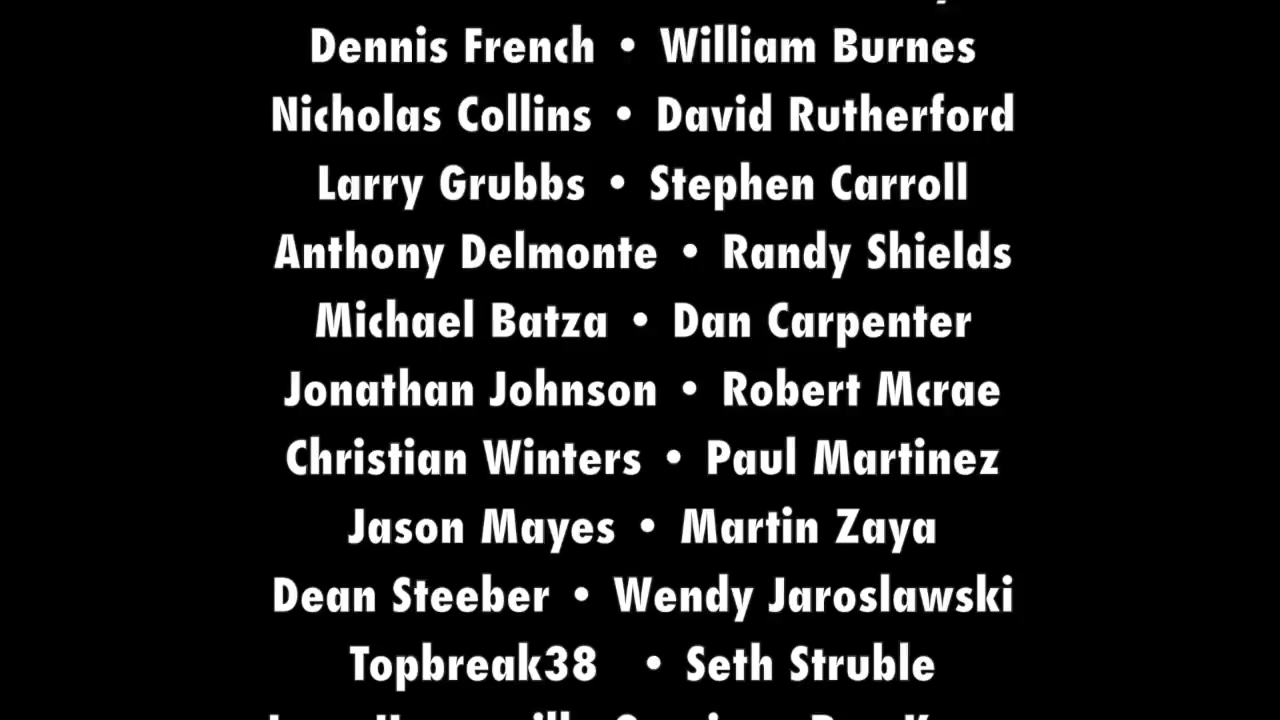 Dennis French • William Burnes
Nicholas Collins • David Rutherford
Larry Grubbs • Stephen Carroll
Anthony Delmonte • Randy Shields
Michael Batza • Dan Carpenter
Jonathan Johnson • Robert Mcrae
Christian Winters • Paul Martinez
Jason Mayes • Martin Zaya
Dean Steeber • Wendy Jaroslawski
Topbreak38 • Seth Struble